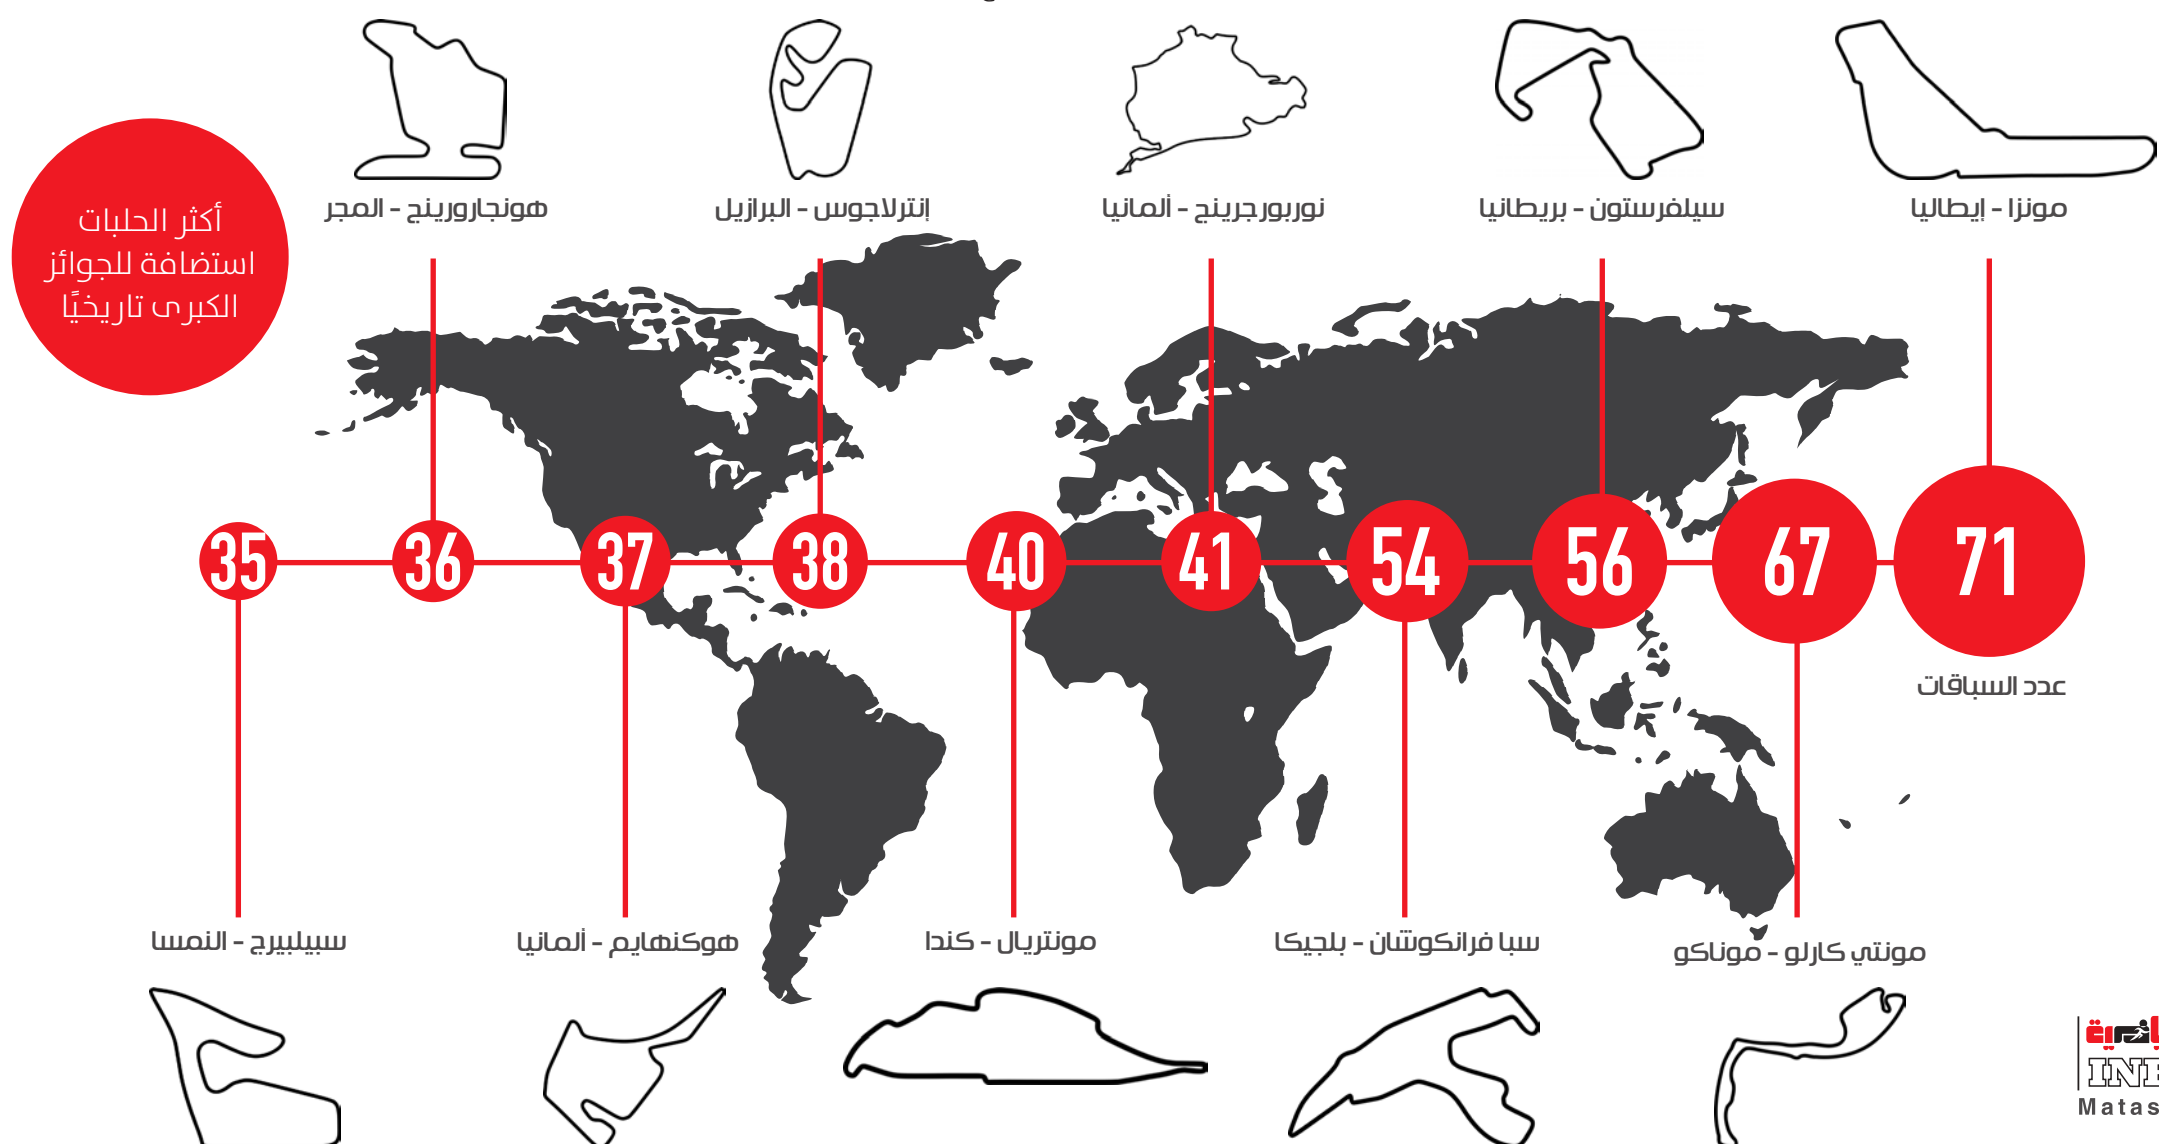 أكثر الحلبات
استضافة للجوائز
الكبرى تاريخيًا
مونزا - إيطاليا
سيلفرستون - بريطانيا
نوربورجرينج - ألمانيا
إنترلاجوس - البرازيل
هونجارورينج - المجر
71
67
56
54
41
40
38
37
36
35
عدد السباقات
مونتي كارلو - موناكو
سبا فرانكوشان - بلجيكا
مونتريال - كندا
هوكنهايم - ألمانيا
سبيلبيرج - النمسا